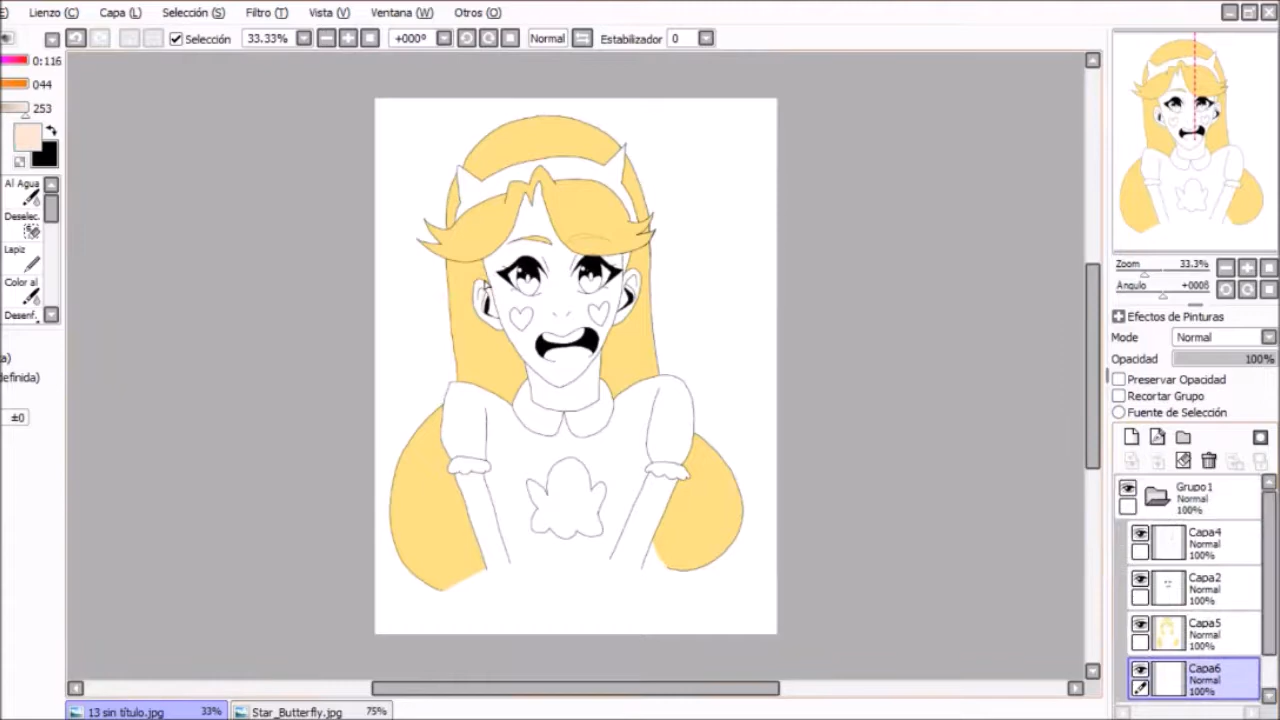 Lienzo (C) Capa (L) Selección (S) Filtro (T) Vista (V) Ventana (W) Otros (O)
Selección 33.33% +000° Normal Estabilizador 0
0:116
044
253
Al Agua
Deselec.
Lapiz
Color al
Desenf.
a)
definida)
±0
Zoom 33.3%
Angulo +000°
Efectos de Pinturas
Mode Normal
Opacidad 100%
Preservar Opacidad
Recortar Grupo
Fuente de Selección
Grupo1
Normal
100%
Capa4
Normal
100%
Capa2
Normal
100%
Capa5
Normal
100%
Capa6
Normal
100%
13 sin título.jpg 33% Star_Butterfly.jpg 75%